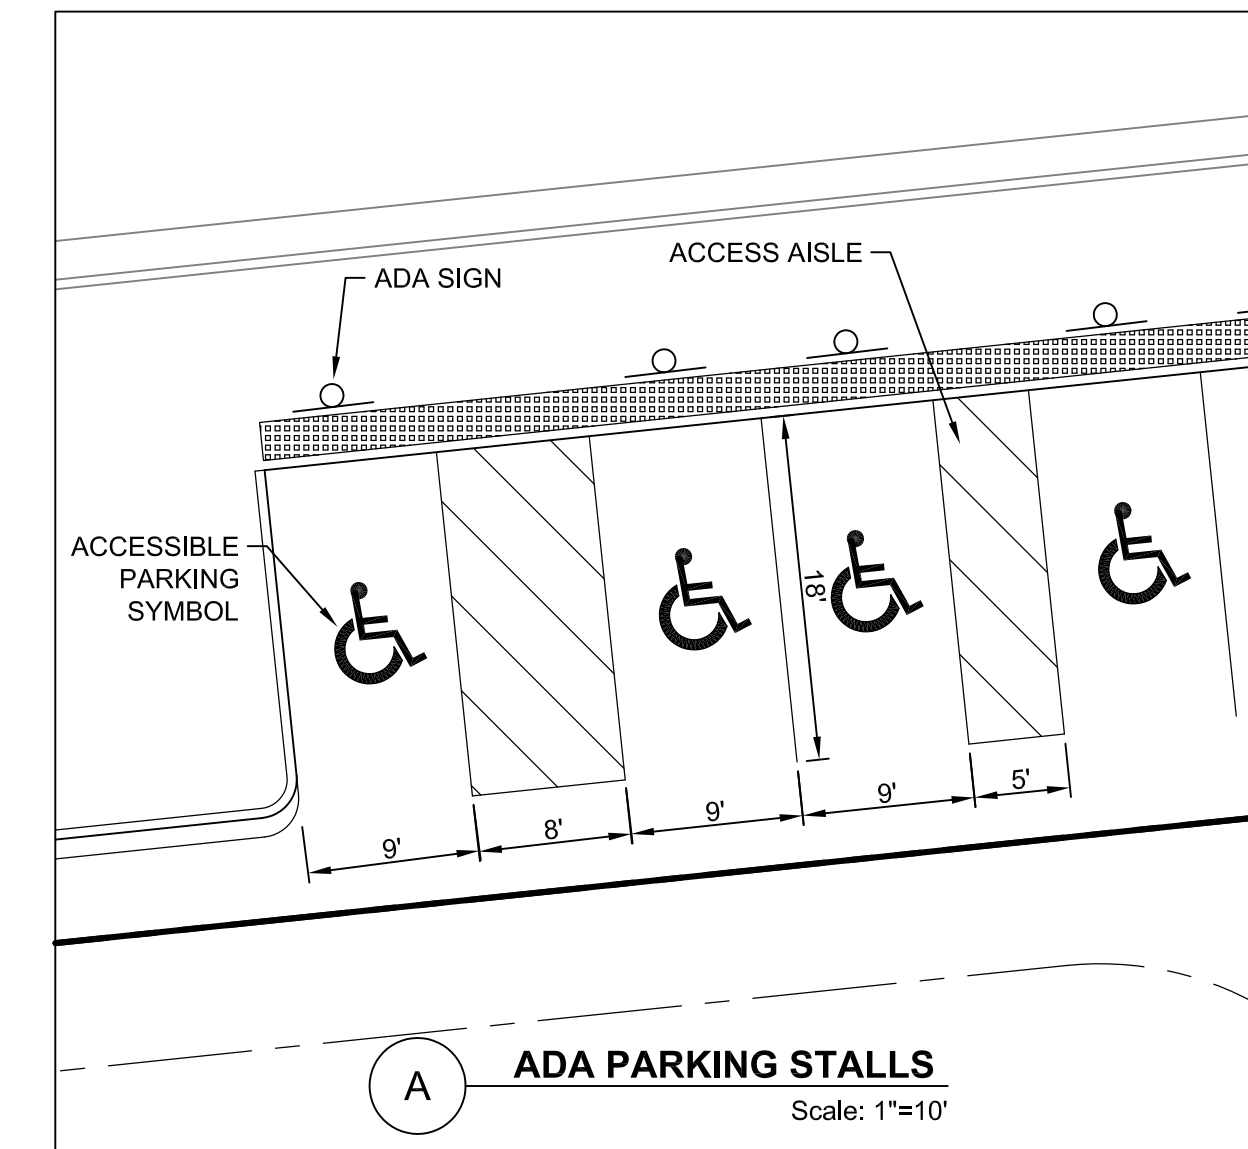 ACCESS AISLE
ADA SIGN
ACCESSIBLE
PARKING
SYMBOL
18'
9'
8'
9'
9'
5'
A
ADA PARKING STALLS
Scale: 1"=10'